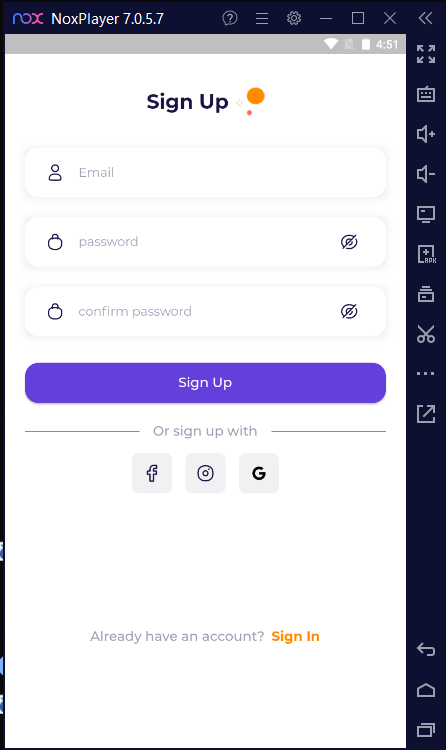 nox NoxPlayer 7.0.5.7
4:51
Sign Up
Email
password
confirm password
Sign Up
Or sign up with
f
G
Already have an account? Sign In
APK